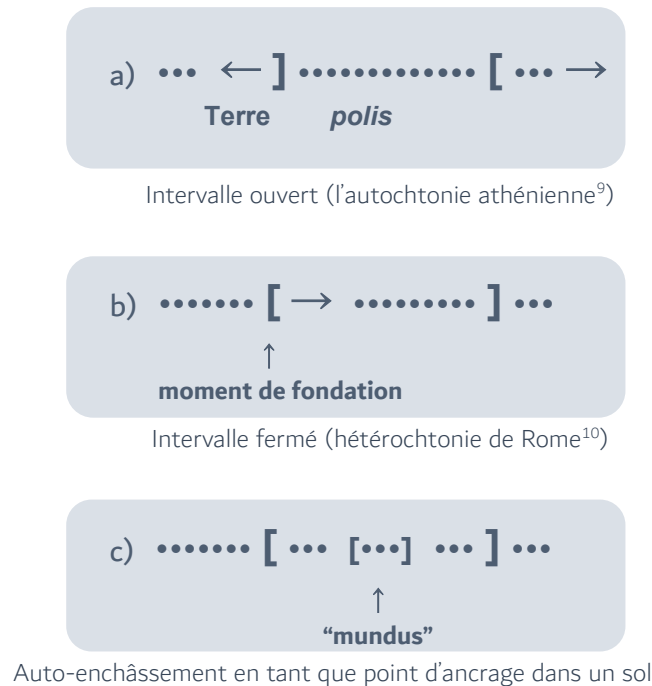 a) ••• ← ] ••••••••••••• [ ••• →
Terre polis
Intervalle ouvert (l'autochtonie athénienne⁹)
b) ••••••• [ → ••••••••• ] •••
↑
moment de fondation
Intervalle fermé (hétérochtonie de Rome¹⁰)
c) ••••••• [ ••• [•••] ••• ] •••
↑
“mundus”
Auto-enchâssement en tant que point d'ancrage dans un sol